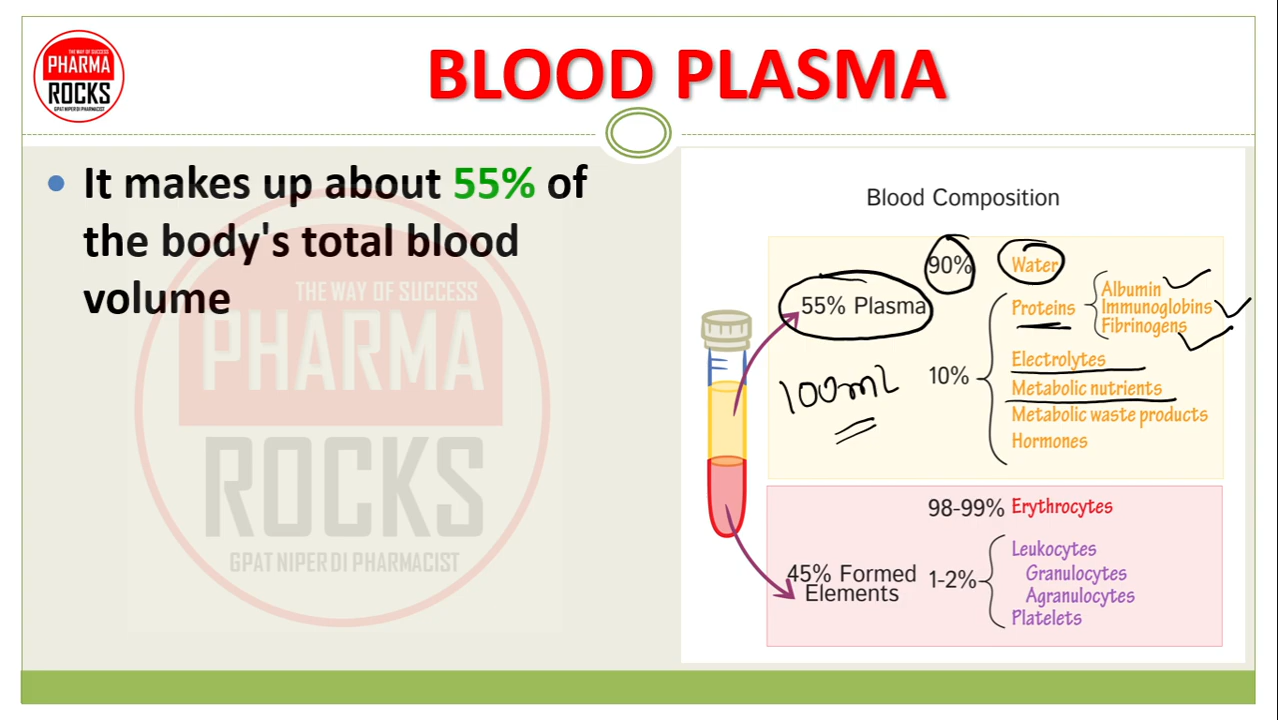 THE WAY OF SUCCESS
PHARMA
ROCKS
GPAT NIPER DI PHARMACIST
BLOOD PLASMA
It makes up about 55% of
the body's total blood
volume
THE WAY OF SUCCESS
PHARMA
ROCKS
GPAT NIPER DI PHARMACIST
Blood Composition
90% Water
55% Plasma
Proteins
Albumin
Immunoglobins
Fibrinogens
10%
Electrolytes
Metabolic nutrients
Metabolic waste products
Hormones
100ml
98-99% Erythrocytes
45% Formed
Elements
1-2%
Leukocytes
Granulocytes
Agranulocytes
Platelets